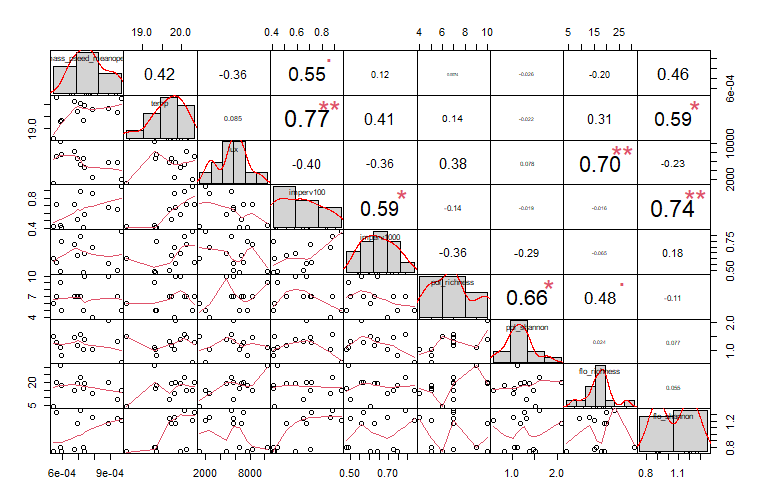 19.0 20.0 0.4 0.6 0.8 4 6 8 10 5 15 25
0.42 -0.36 0.55 . 0.12 -0.026 -0.20 0.46
6e-04
temp 0.085 0.77 ** 0.41 0.14 -0.022 0.31 0.59 *
19.0
lux -0.40 -0.36 0.38 0.078 0.70 ** -0.23
2000 10000
imperv100 0.59 * -0.14 -0.019 -0.016 0.74 **
0.4 0.8
imperv1000 -0.36 -0.29 -0.065 0.18
0.50 0.75
pol_richness 0.66 * 0.48 . -0.11
4 7 10
pol_shannon 0.024 0.077
1.0 2.0
flo_richness 0.055
5 20
flo_shannon
0.8 1.2
6e-04 9e-04 2000 8000 0.50 0.70 1.0 2.0 0.8 1.1